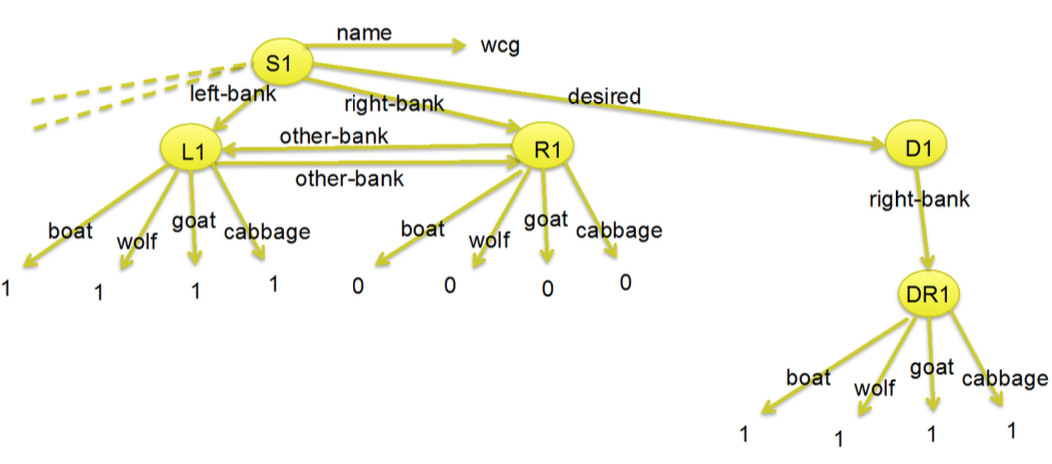 name
wcg
S1
left-bank
right-bank
desired
other-bank
L1
R1
D1
other-bank
right-bank
boat
wolf
goat
cabbage
boat
wolf
goat
cabbage
1
1
1
1
0
0
0
0
DR1
boat
wolf
goat
cabbage
1
1
1
1